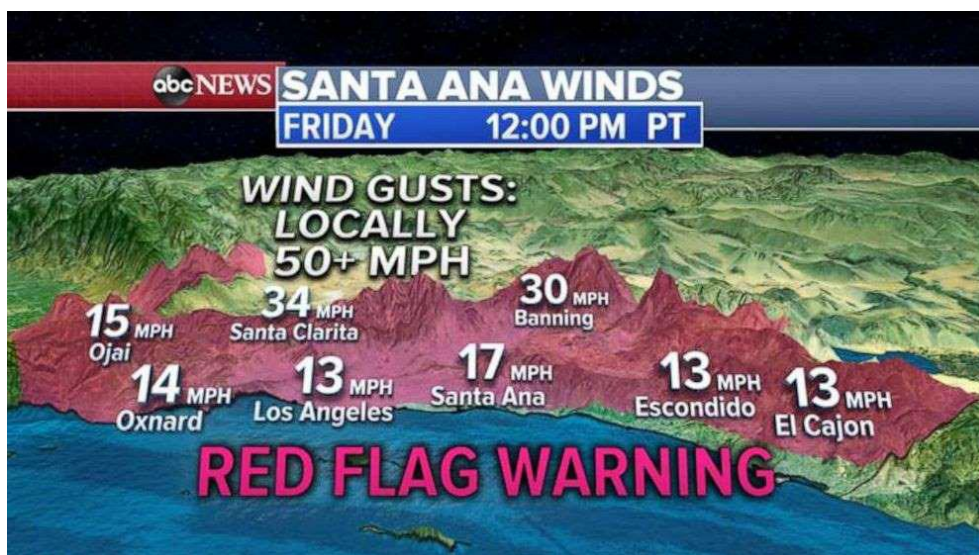 abc NEWS
SANTA ANA WINDS
FRIDAY 12:00 PM PT
WIND GUSTS:
LOCALLY
50+ MPH
15 MPH
Ojai
34 MPH
Santa Clarita
30 MPH
Banning
14 MPH
Oxnard
13 MPH
Los Angeles
17 MPH
Santa Ana
13 MPH
Escondido
13 MPH
El Cajon
RED FLAG WARNING